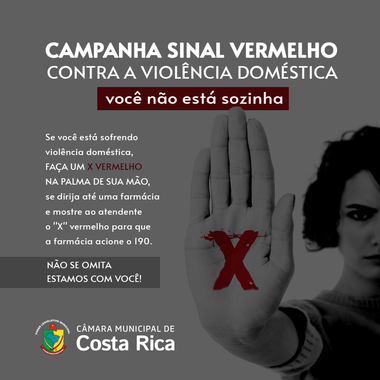 CAMPANHA SINAL VERMELHO
CONTRA A VIOLÊNCIA DOMÉSTICA
você não está sozinha
Se você está sofrendo
violência doméstica,
FAÇA UM X VERMELHO
NA PALMA DE SUA MÃO,
se dirija até uma farmácia
e mostre ao atendente
o "X" vermelho para que
a farmácia acione o 190.
NÃO SE OMITA
ESTAMOS COM VOCÊ!
X
CÂMARA MUNICIPAL DE
Costa Rica